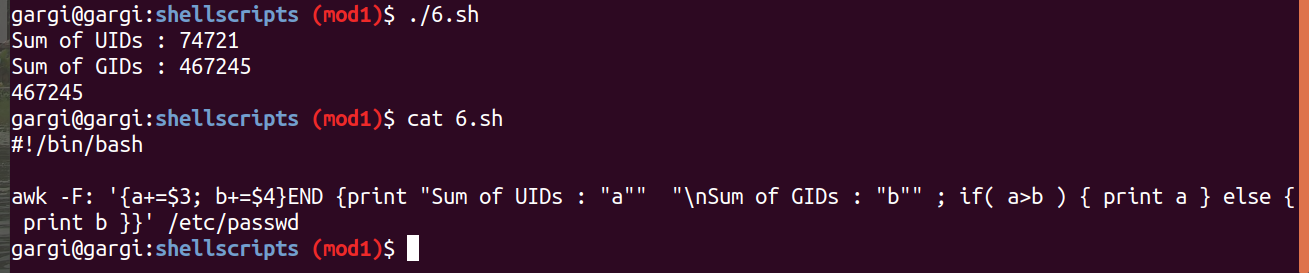 gargi@gargi:shellscripts (mod1)$ ./6.sh
Sum of UIDs : 74721
Sum of GIDs : 467245
467245
gargi@gargi:shellscripts (mod1)$ cat 6.sh
#!/bin/bash
awk -F: '{a+=$3; b+=$4}END {print "Sum of UIDs : "a""  "\nSum of GIDs : "b"" ; if( a>b ) { print a } else {
 print b }}' /etc/passwd
gargi@gargi:shellscripts (mod1)$